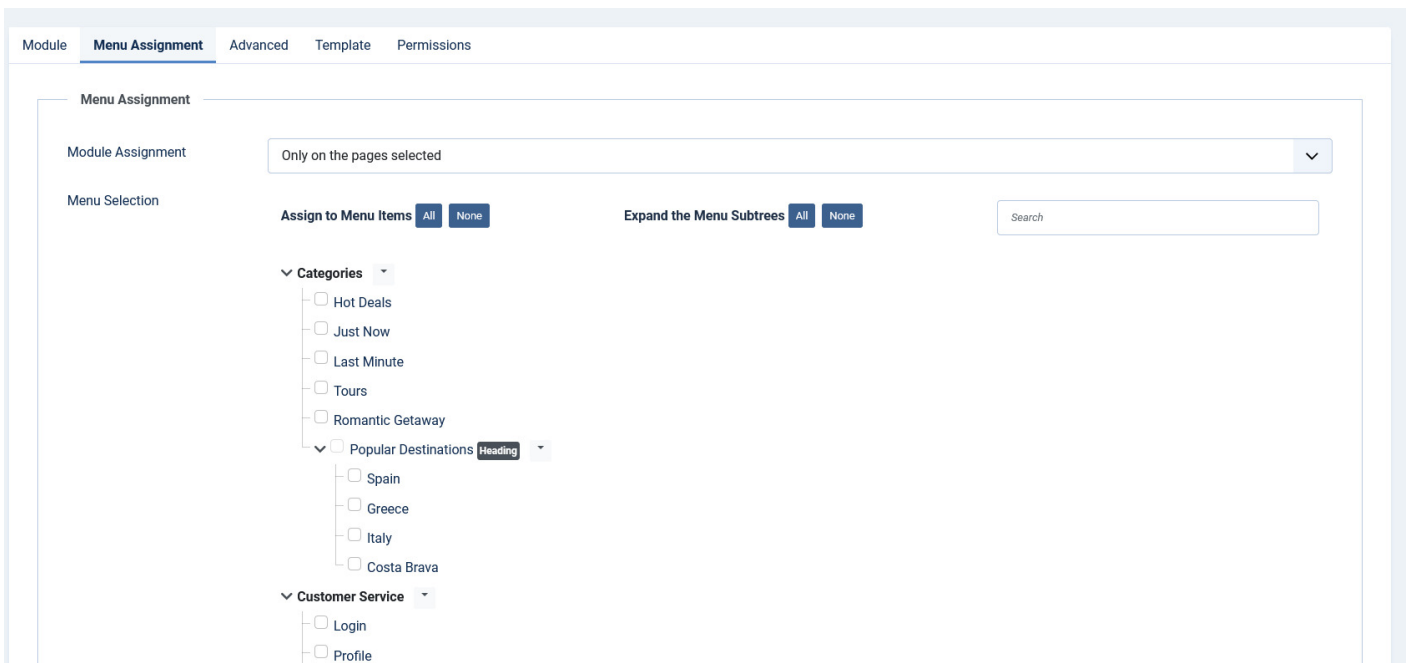 Module Menu Assignment Advanced Template Permissions
Menu Assignment
Module Assignment Only on the pages selected
Menu Selection Assign to Menu Items All None Expand the Menu Subtrees All None Search
Categories
Hot Deals
Just Now
Last Minute
Tours
Romantic Getaway
Popular Destinations Heading
Spain
Greece
Italy
Costa Brava
Customer Service
Login
Profile